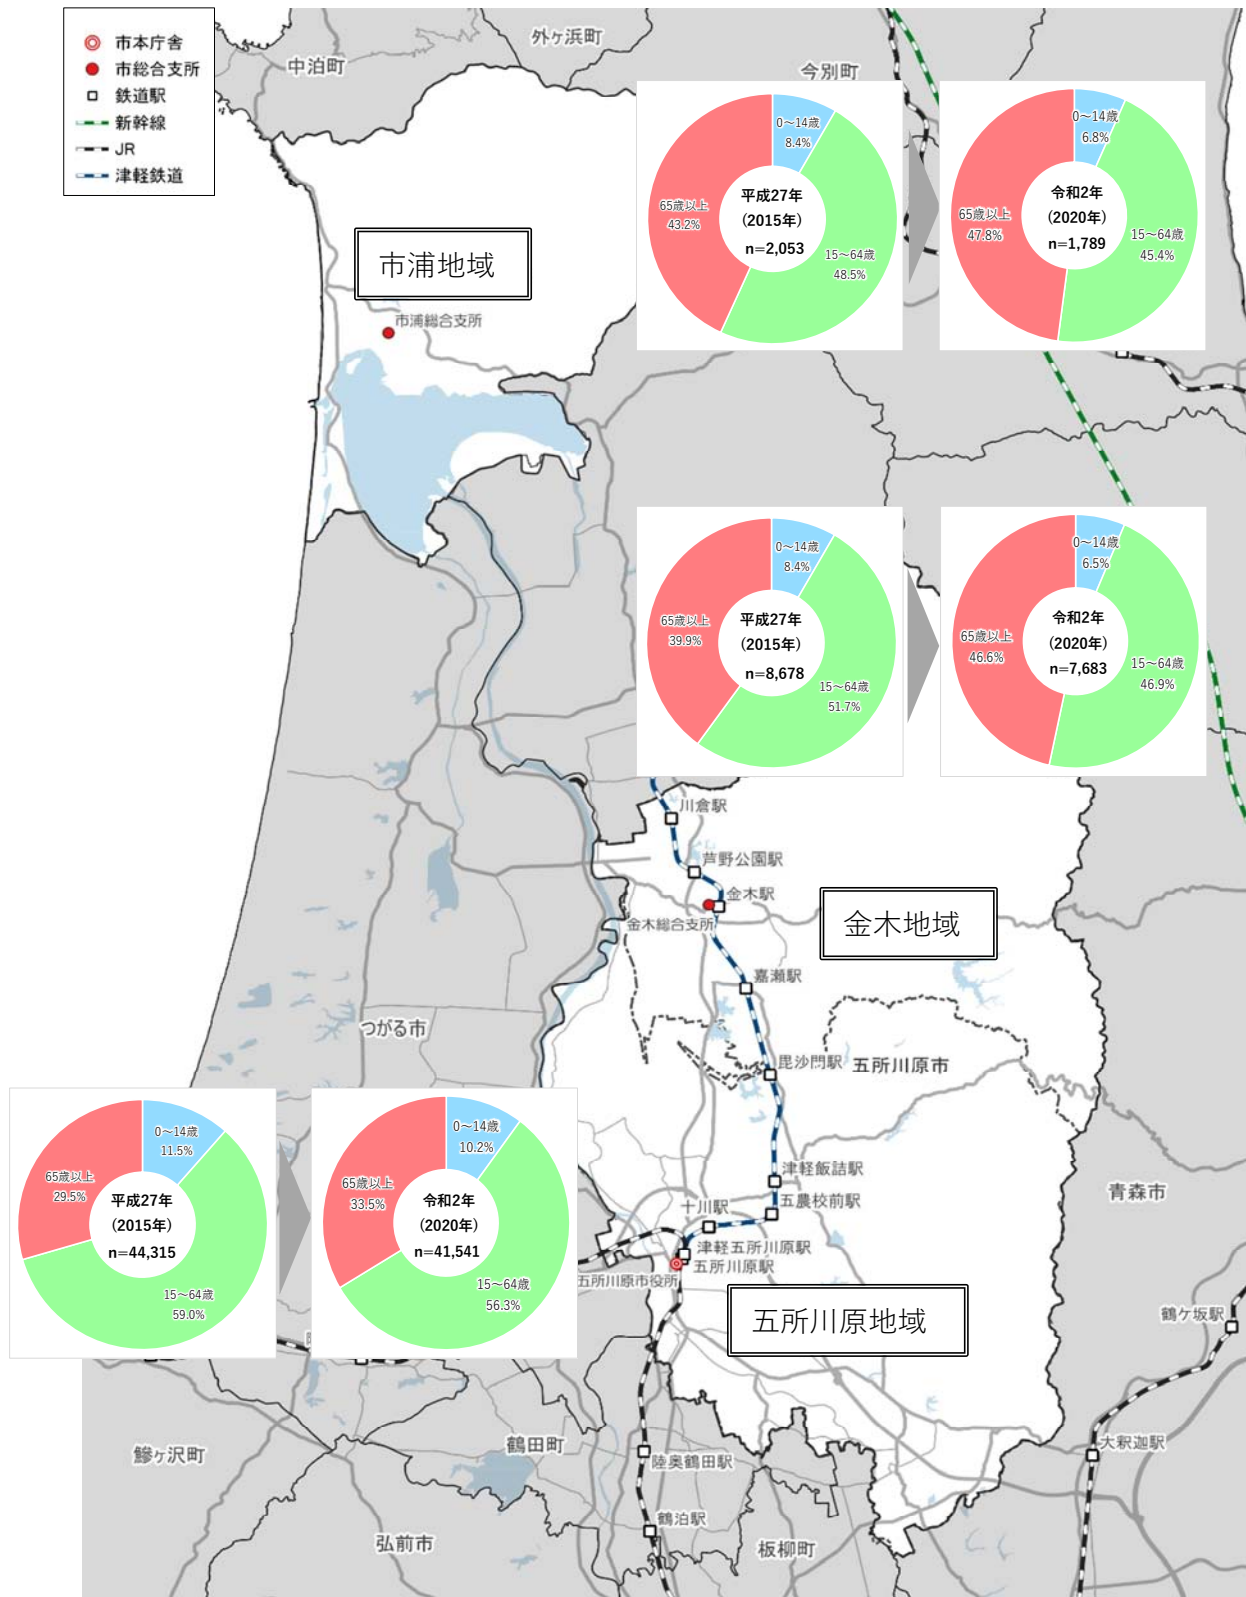 市本庁舎
市総合支所
鉄道駅
新幹線
JR
津軽鉄道
外ヶ浜町
中泊町
今別町
0～14歳
8.4%
65歳以上
43.2%
平成27年
(2015年)
n=2,053
15～64歳
48.5%
0～14歳
6.8%
65歳以上
47.8%
令和2年
(2020年)
n=1,789
15～64歳
45.4%
市浦地域
市浦総合支所
0～14歳
8.4%
65歳以上
39.9%
平成27年
(2015年)
n=8,678
15～64歳
51.7%
0～14歳
6.5%
65歳以上
46.6%
令和2年
(2020年)
n=7,683
15～64歳
46.9%
川倉駅
芦野公園駅
金木駅
金木総合支所
金木地域
嘉瀬駅
つがる市
毘沙門駅
五所川原市
0～14歳
11.5%
65歳以上
29.5%
平成27年
(2015年)
n=44,315
15～64歳
59.0%
0～14歳
10.2%
65歳以上
33.5%
令和2年
(2020年)
n=41,541
15～64歳
56.3%
津軽飯詰駅
五農校前駅
十川駅
津軽五所川原駅
五所川原駅
五所川原市役所
青森市
五所川原地域
鶴ケ坂駅
大釈迦駅
鰺ヶ沢町
鶴田町
陸奥鶴田駅
鶴泊駅
弘前市
板柳町